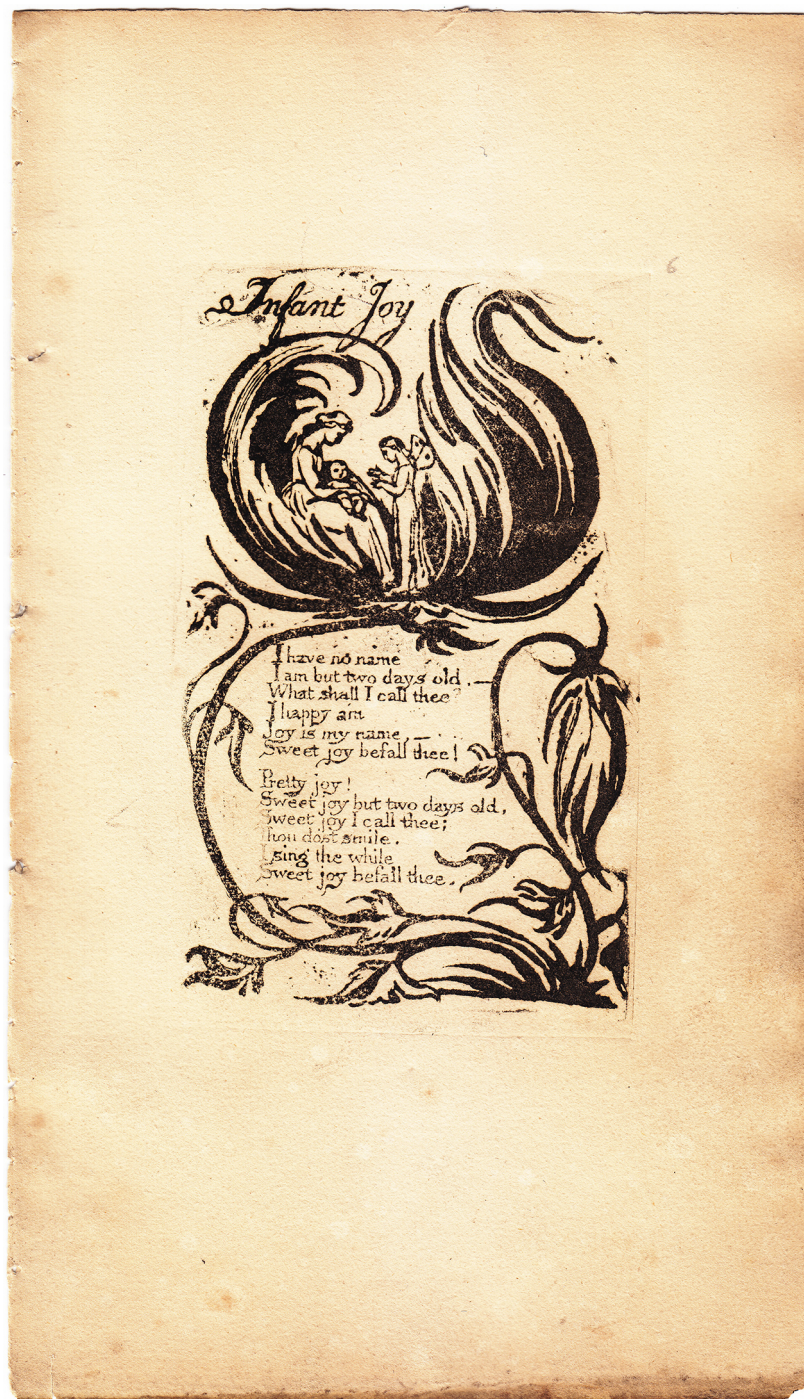 6
Infant Joy
I have no name
I am but two days old.—
What shall I call thee?
I happy am
Joy is my name.—
Sweet joy befall thee!
Pretty joy!
Sweet joy but two days old,
Sweet joy I call thee;
Thou dost smile.
I sing the while
Sweet joy befall thee.